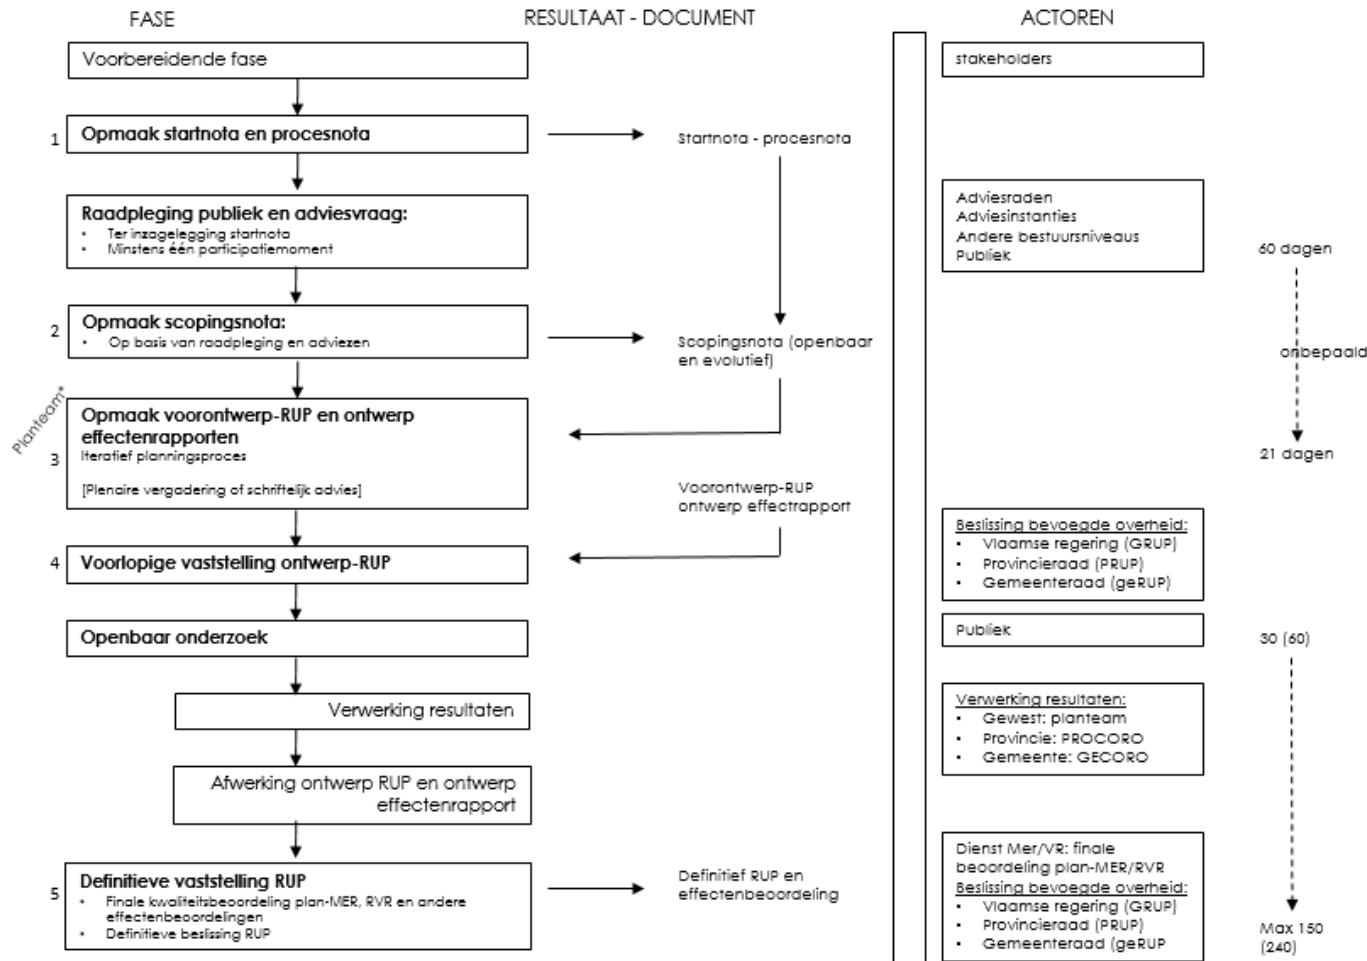 FASE
RESULTAAT - DOCUMENT
ACTOREN
Voorbereidende fase
stakeholders
1
Opmaak startnota en procesnota
Startnota - procesnota
Raadpleging publiek en adviesvraag:
• Ter inzagelegging startnota
• Minstens één participatiemoment
Adviesraden
Adviesinstanties
Andere bestuursniveaus
Publiek
60 dagen
2
Opmaak scopingsnota:
• Op basis van raadpleging en adviezen
Scopingsnota (openbaar
en evolutief)
onbepaald
Planteam*
3
Opmaak voorontwerp-RUP en ontwerp
effectenrapporten
Iteratief planningsproces
[Plenaire vergadering of schriftelijk advies]
21 dagen
Voorontwerp-RUP
ontwerp effectrapport
4
Voorlopige vaststelling ontwerp-RUP
Beslissing bevoegde overheid:
• Vlaamse regering (GRUP)
• Provincieraad (PRUP)
• Gemeenteraad (geRUP)
Openbaar onderzoek
Publiek
30 (60)
Verwerking resultaten
Verwerking resultaten:
• Gewest: planteam
• Provincie: PROCORO
• Gemeente: GECORO
Afwerking ontwerp RUP en ontwerp
effectenrapport
5
Definitieve vaststelling RUP
• Finale kwaliteitsbeoordeling plan-MER, RVR en andere
effectenbeoordelingen
• Definitieve beslissing RUP
Definitief RUP en
effectenbeoordeling
Dienst Mer/VR: finale
beoordeling plan-MER/RVR
Beslissing bevoegde overheid:
• Vlaamse regering (GRUP)
• Provincieraad (PRUP)
• Gemeenteraad (geRUP
Max 150
(240)